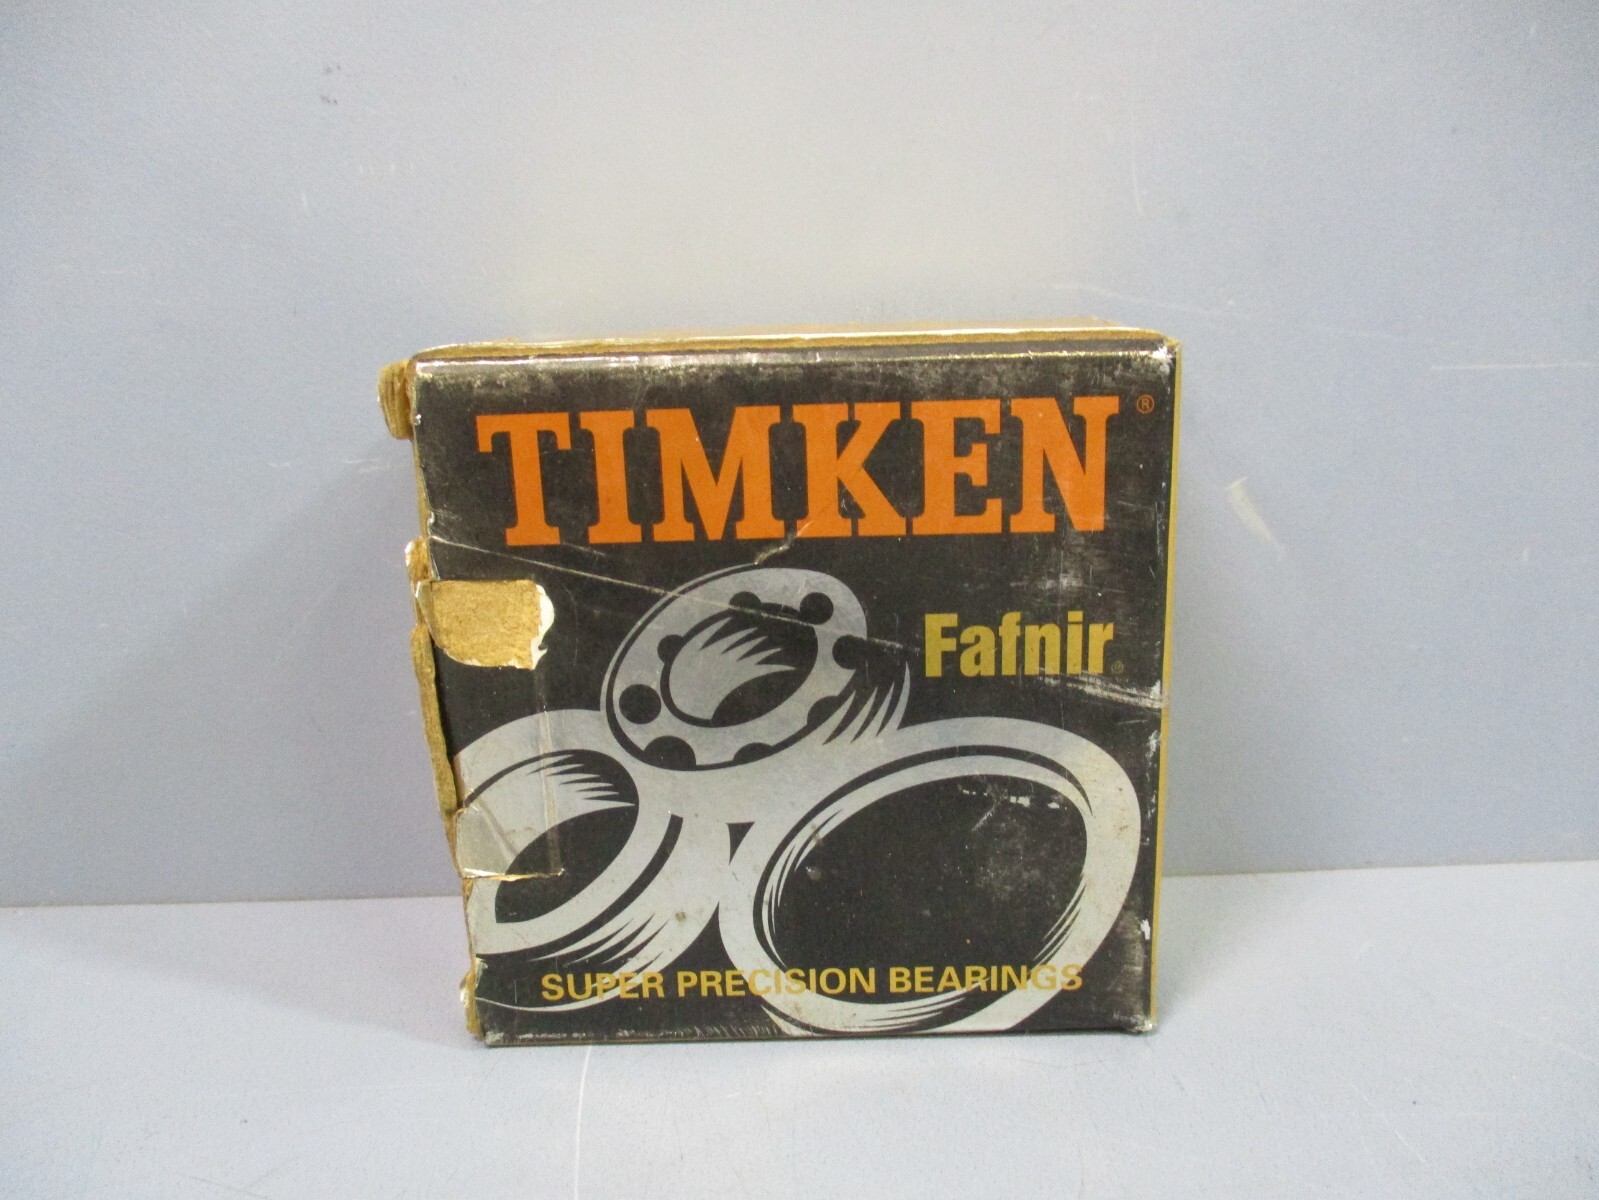 TIMKEN®
Fafnir®
SUPER PRECISION BEARINGS